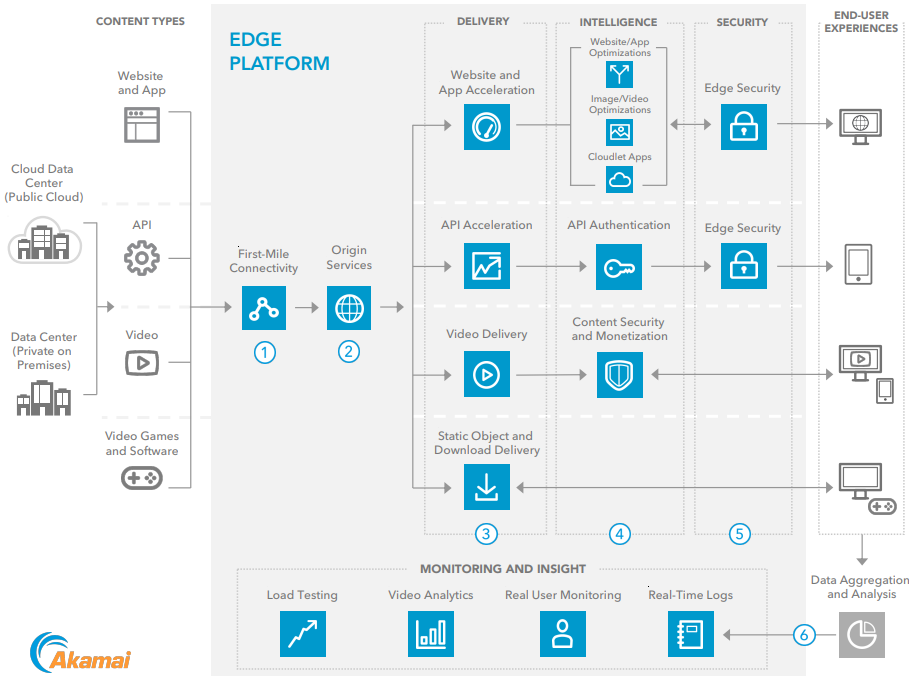 CONTENT TYPES
EDGE
PLATFORM
DELIVERY
INTELLIGENCE
SECURITY
END-USER
EXPERIENCES
Website
and App
Cloud Data
Center
(Public Cloud)
API
Data Center
(Private on
Premises)
Video
Video Games
and Software
First-Mile
Connectivity
1
Origin
Services
2
Website and
App Acceleration
Website/App
Optimizations
Image/Video
Optimizations
Cloudlet Apps
Edge Security
API Acceleration
API Authentication
Edge Security
Video Delivery
Content Security
and Monetization
Static Object and
Download Delivery
3
4
5
MONITORING AND INSIGHT
Load Testing
Video Analytics
Real User Monitoring
Real-Time Logs
6
Data Aggregation
and Analysis
Akamai